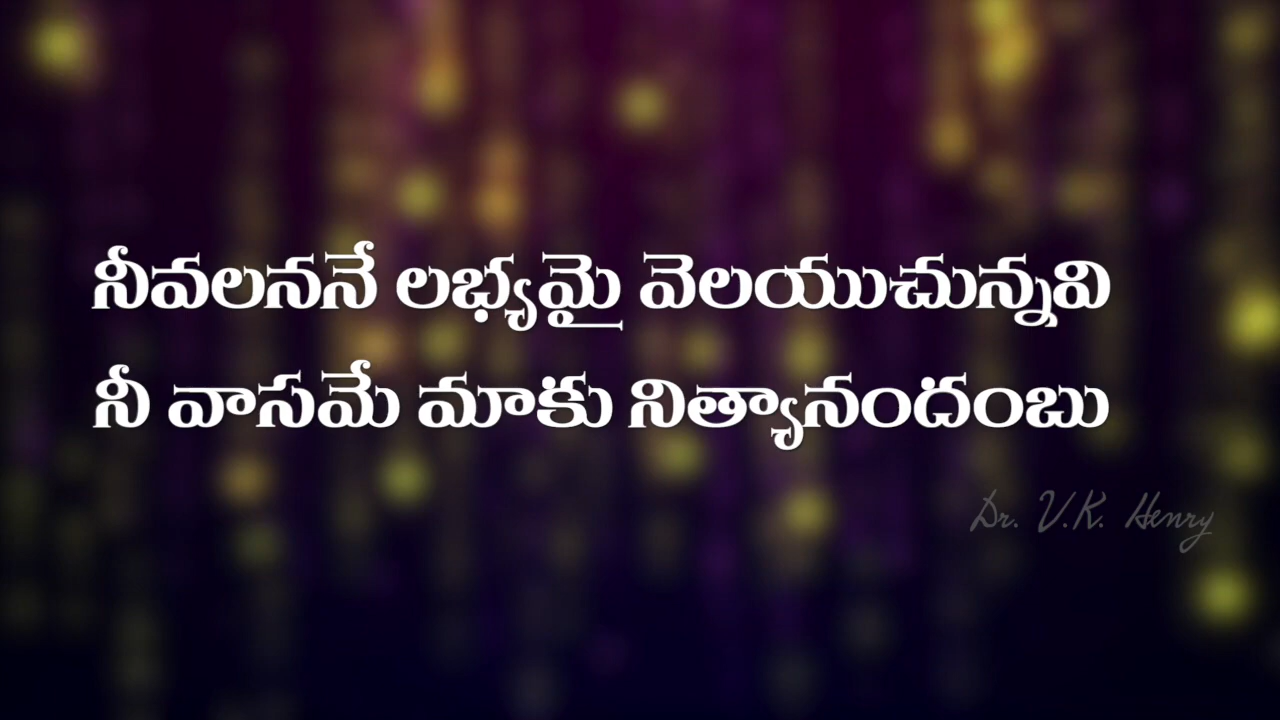 నీవలననే లభ్యమై వెలయుచున్నవి
నీ వాసమే మాకు నిత్యానందంబు
Dr. V.K. Henry